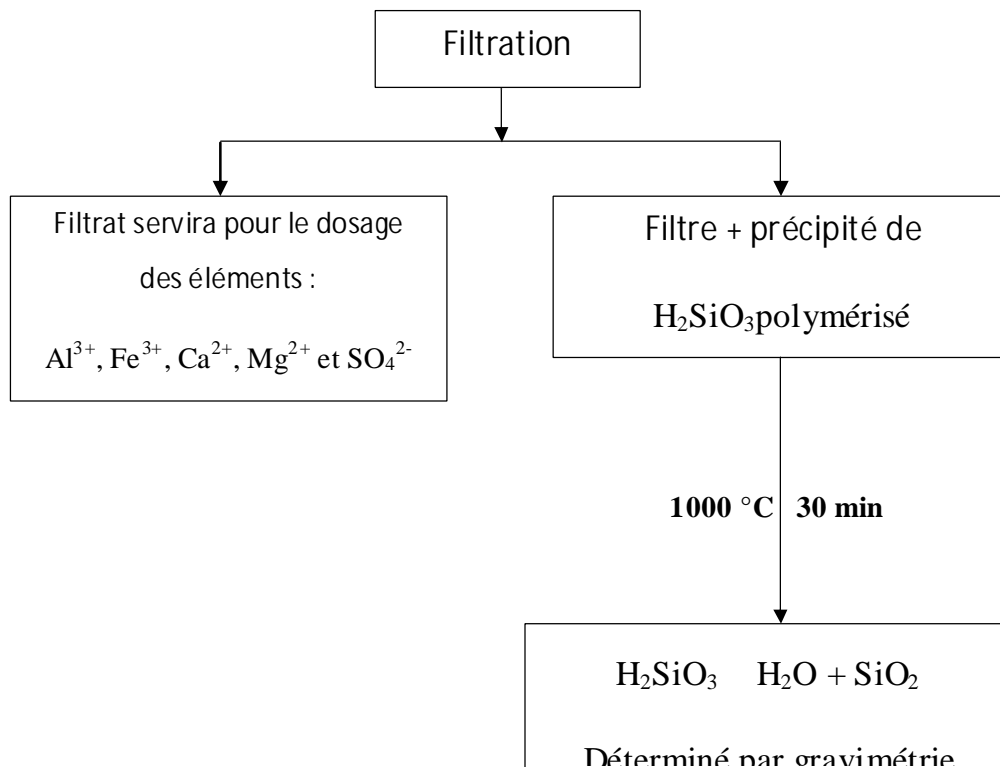 Filtration
Filtrat servira pour le dosage
des éléments :
Al³⁺, Fe³⁺, Ca²⁺, Mg²⁺ et SO₄²⁻
Filtre + précipité de
H₂SiO₃polymérisé
1000 °C 30 min
H₂SiO₃ H₂O + SiO₂
Déterminé par gravimétrie